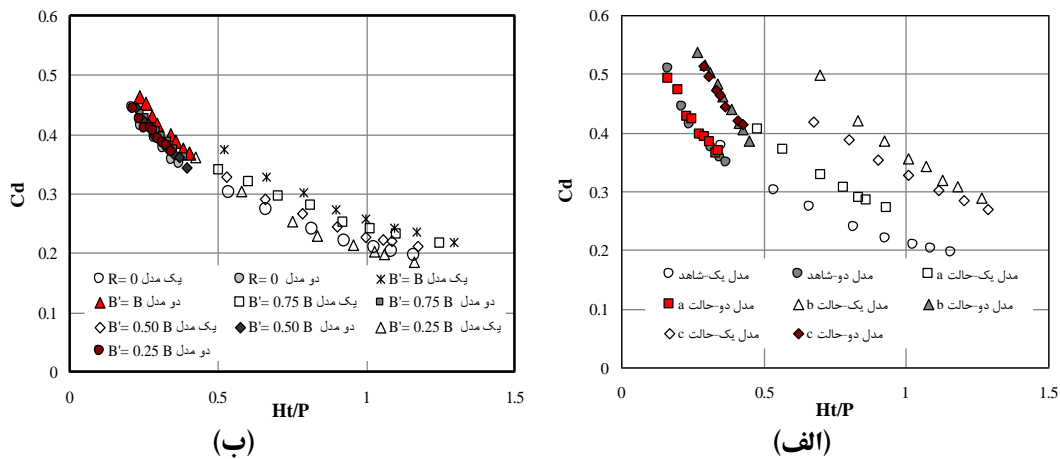 0.6
0.5
0.4
0.3
0.2
0.1
0
Cd
0
0.5
1
1.5
Ht/P
R= 0 یک مدل
R= 0 دو مدل
B'= B یک مدل
B'= B دو مدل
B'= 0.75 B یک مدل
B'= 0.75 B دو مدل
B'= 0.50 B یک مدل
B'= 0.50 B دو مدل
B'= 0.25 B یک مدل
B'= 0.25 B دو مدل
(ب)
0.6
0.5
0.4
0.3
0.2
0.1
0
Cd
0
0.5
1
1.5
Ht/P
مدل یک-شاهد
مدل دو-شاهد
مدل یک-حالت a
مدل دو-حالت a
مدل یک-حالت b
مدل دو-حالت b
مدل یک-حالت c
مدل دو-حالت c
(الف)